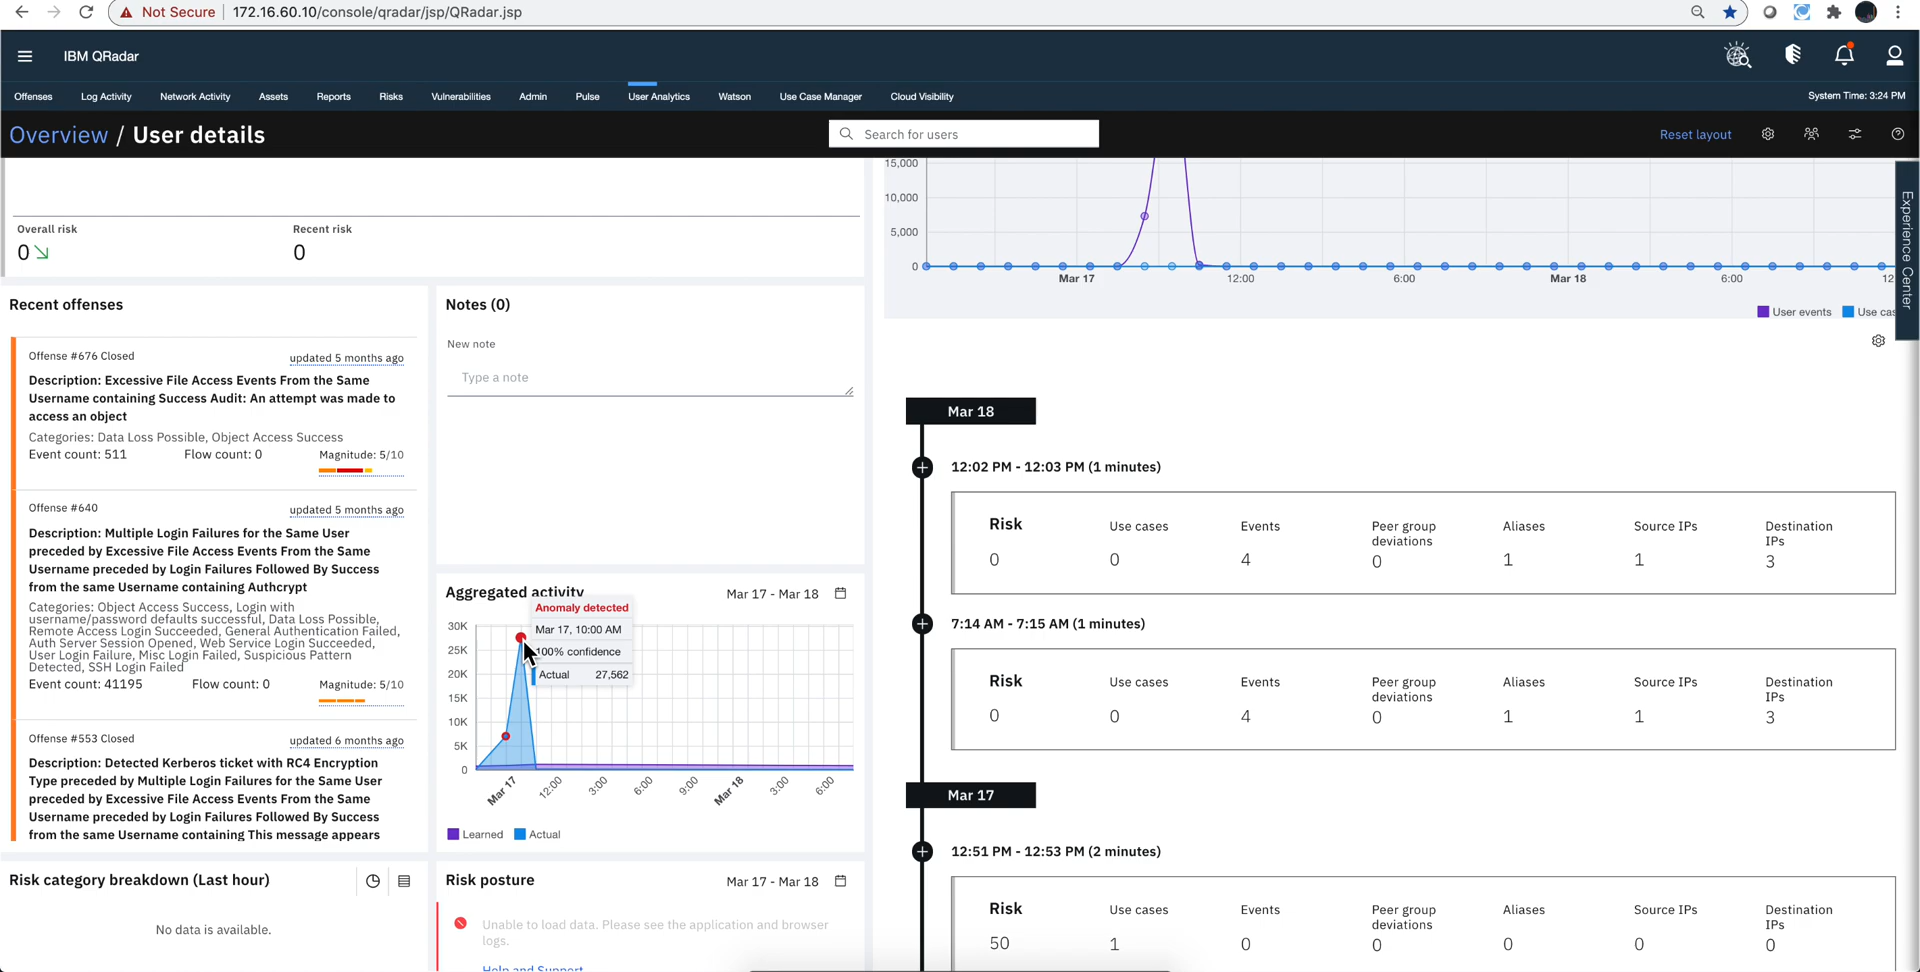 Not Secure
172.16.60.10/console/qradar/jsp/QRadar.jsp
IBM QRadar
Offenses
Log Activity
Network Activity
Assets
Reports
Risks
Vulnerabilities
Admin
Pulse
User Analytics
Watson
Use Case Manager
Cloud Visibility
System Time: 3:24 PM
Overview / User details
Search for users
Reset layout
Overall risk
0
Recent risk
0
Recent offenses
Offense #676 Closed
updated 5 months ago
Description: Excessive File Access Events From the Same
Username containing Success Audit: An attempt was made to
access an object
Categories: Data Loss Possible, Object Access Success
Event count: 511
Flow count: 0
Magnitude: 5/10
Offense #640
updated 5 months ago
Description: Multiple Login Failures for the Same User
preceded by Excessive File Access Events From the Same
Username preceded by Login Failures Followed By Success
from the same Username containing Authcrypt
Categories: Object Access Success, Login with
username/password defaults successful, Data Loss Possible,
Remote Access Login Succeeded, General Authentication Failed,
Auth Server Session Opened, Web Service Login Succeeded,
User Login Failure, Misc Login Failed, Suspicious Pattern
Detected, SSH Login Failed
Event count: 41195
Flow count: 0
Magnitude: 5/10
Offense #553 Closed
updated 6 months ago
Description: Detected Kerberos ticket with RC4 Encryption
Type preceded by Multiple Login Failures for the Same User
preceded by Excessive File Access Events From the Same
Username preceded by Login Failures Followed By Success
from the same Username containing This message appears
Risk category breakdown (Last hour)
No data is available.
Notes (0)
New note
Type a note
Aggregated activity
Mar 17 - Mar 18
Anomaly detected
Mar 17, 10:00 AM
100% confidence
Actual 27,562
30K
25K
20K
15K
10K
5K
0
Mar 17
12:00
3:00
6:00
9:00
Mar 18
3:00
6:00
Learned
Actual
Risk posture
Mar 17 - Mar 18
Unable to load data. Please see the application and browser
logs.
Help and Support
15,000
10,000
5,000
0
Mar 17
12:00
6:00
Mar 18
6:00
12
User events
Use cas
Experience Center
Mar 18
12:02 PM - 12:03 PM (1 minutes)
Risk
Use cases
Events
Peer group
deviations
Aliases
Source IPs
Destination
IPs
0
0
4
0
1
1
3
7:14 AM - 7:15 AM (1 minutes)
Risk
Use cases
Events
Peer group
deviations
Aliases
Source IPs
Destination
IPs
0
0
4
0
1
1
3
Mar 17
12:51 PM - 12:53 PM (2 minutes)
Risk
Use cases
Events
Peer group
deviations
Aliases
Source IPs
Destination
IPs
50
1
0
0
0
0
0